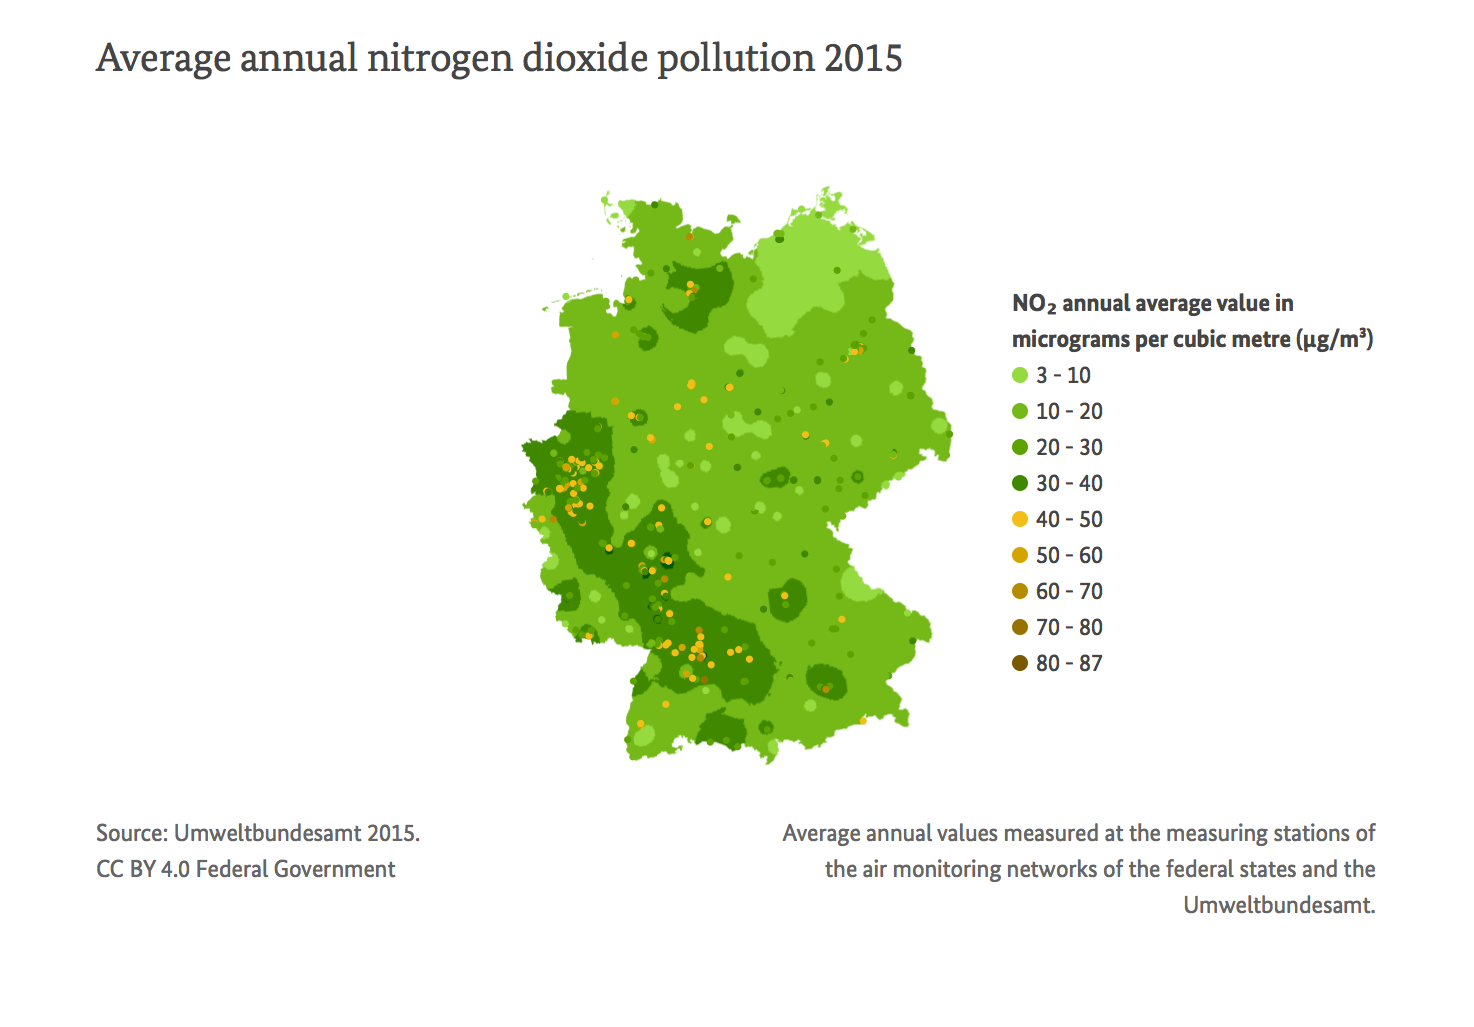 Average annual nitrogen dioxide pollution 2015
NO₂ annual average value in
micrograms per cubic metre (µg/m³)
3 - 10
10 - 20
20 - 30
30 - 40
40 - 50
50 - 60
60 - 70
70 - 80
80 - 87
Source: Umweltbundesamt 2015.
CC BY 4.0 Federal Government
Average annual values measured at the measuring stations of
the air monitoring networks of the federal states and the
Umweltbundesamt.